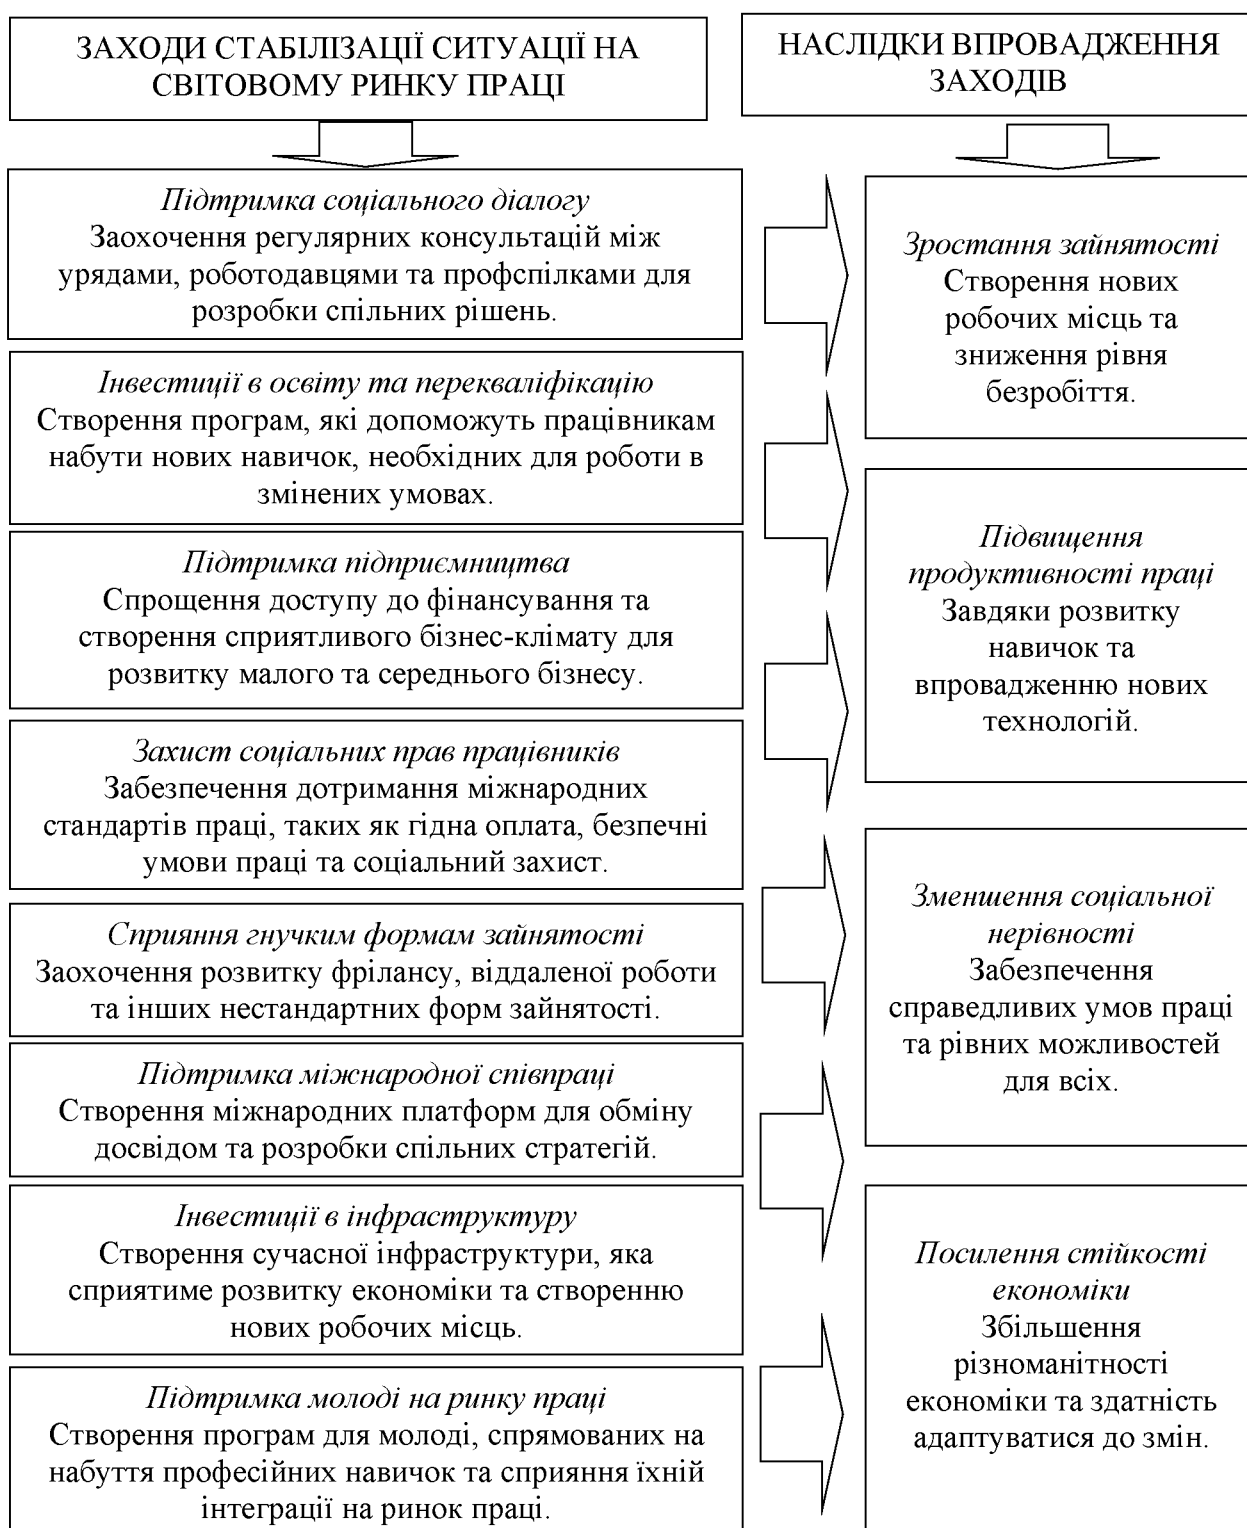 ЗАХОДИ СТАБІЛІЗАЦІЇ СИТУАЦІЇ НА
СВІТОВОМУ РИНКУ ПРАЦІ
Підтримка соціального діалогу
Заохочення регулярних консультацій між
урядами, роботодавцями та профспілками для
розробки спільних рішень.
Інвестиції в освіту та перекваліфікацію
Створення програм, які допоможуть працівникам
набути нових навичок, необхідних для роботи в
змінених умовах.
Підтримка підприємництва
Спрощення доступу до фінансування та
створення сприятливого бізнес-клімату для
розвитку малого та середнього бізнесу.
Захист соціальних прав працівників
Забезпечення дотримання міжнародних
стандартів праці, таких як гідна оплата, безпечні
умови праці та соціальний захист.
Сприяння гнучким формам зайнятості
Заохочення розвитку фрілансу, віддаленої роботи
та інших нестандартних форм зайнятості.
Підтримка міжнародної співпраці
Створення міжнародних платформ для обміну
досвідом та розробки спільних стратегій.
Інвестиції в інфраструктуру
Створення сучасної інфраструктури, яка
сприятиме розвитку економіки та створенню
нових робочих місць.
Підтримка молоді на ринку праці
Створення програм для молоді, спрямованих на
набуття професійних навичок та сприяння їхній
інтеграції на ринок праці.
НАСЛІДКИ ВПРОВАДЖЕННЯ
ЗАХОДІВ
Зростання зайнятості
Створення нових
робочих місць та
зниження рівня
безробіття.
Підвищення
продуктивності праці
Завдяки розвитку
навичок та
впровадженню нових
технологій.
Зменшення соціальної
нерівності
Забезпечення
справедливих умов праці
та рівних можливостей
для всіх.
Посилення стійкості
економіки
Збільшення
різноманітності
економіки та здатність
адаптуватися до змін.